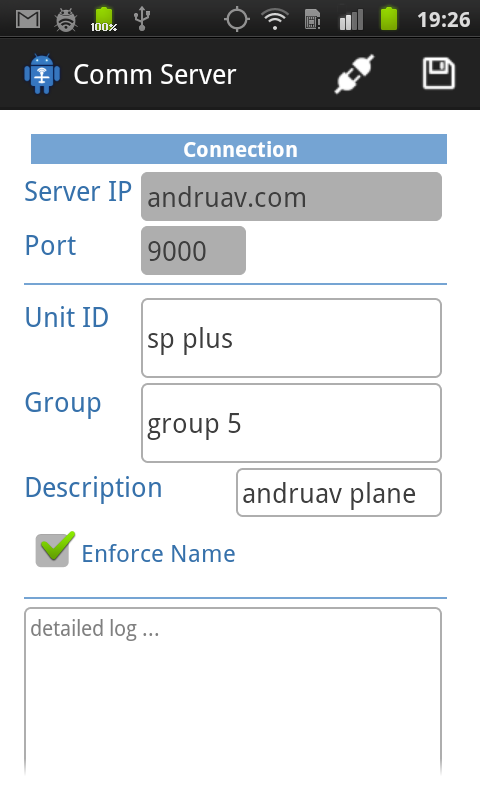 100% 19:26
Comm Server
Connection
Server IP andruav.com
Port 9000
Unit ID sp plus
Group group 5
Description andruav plane
Enforce Name
detailed log ...